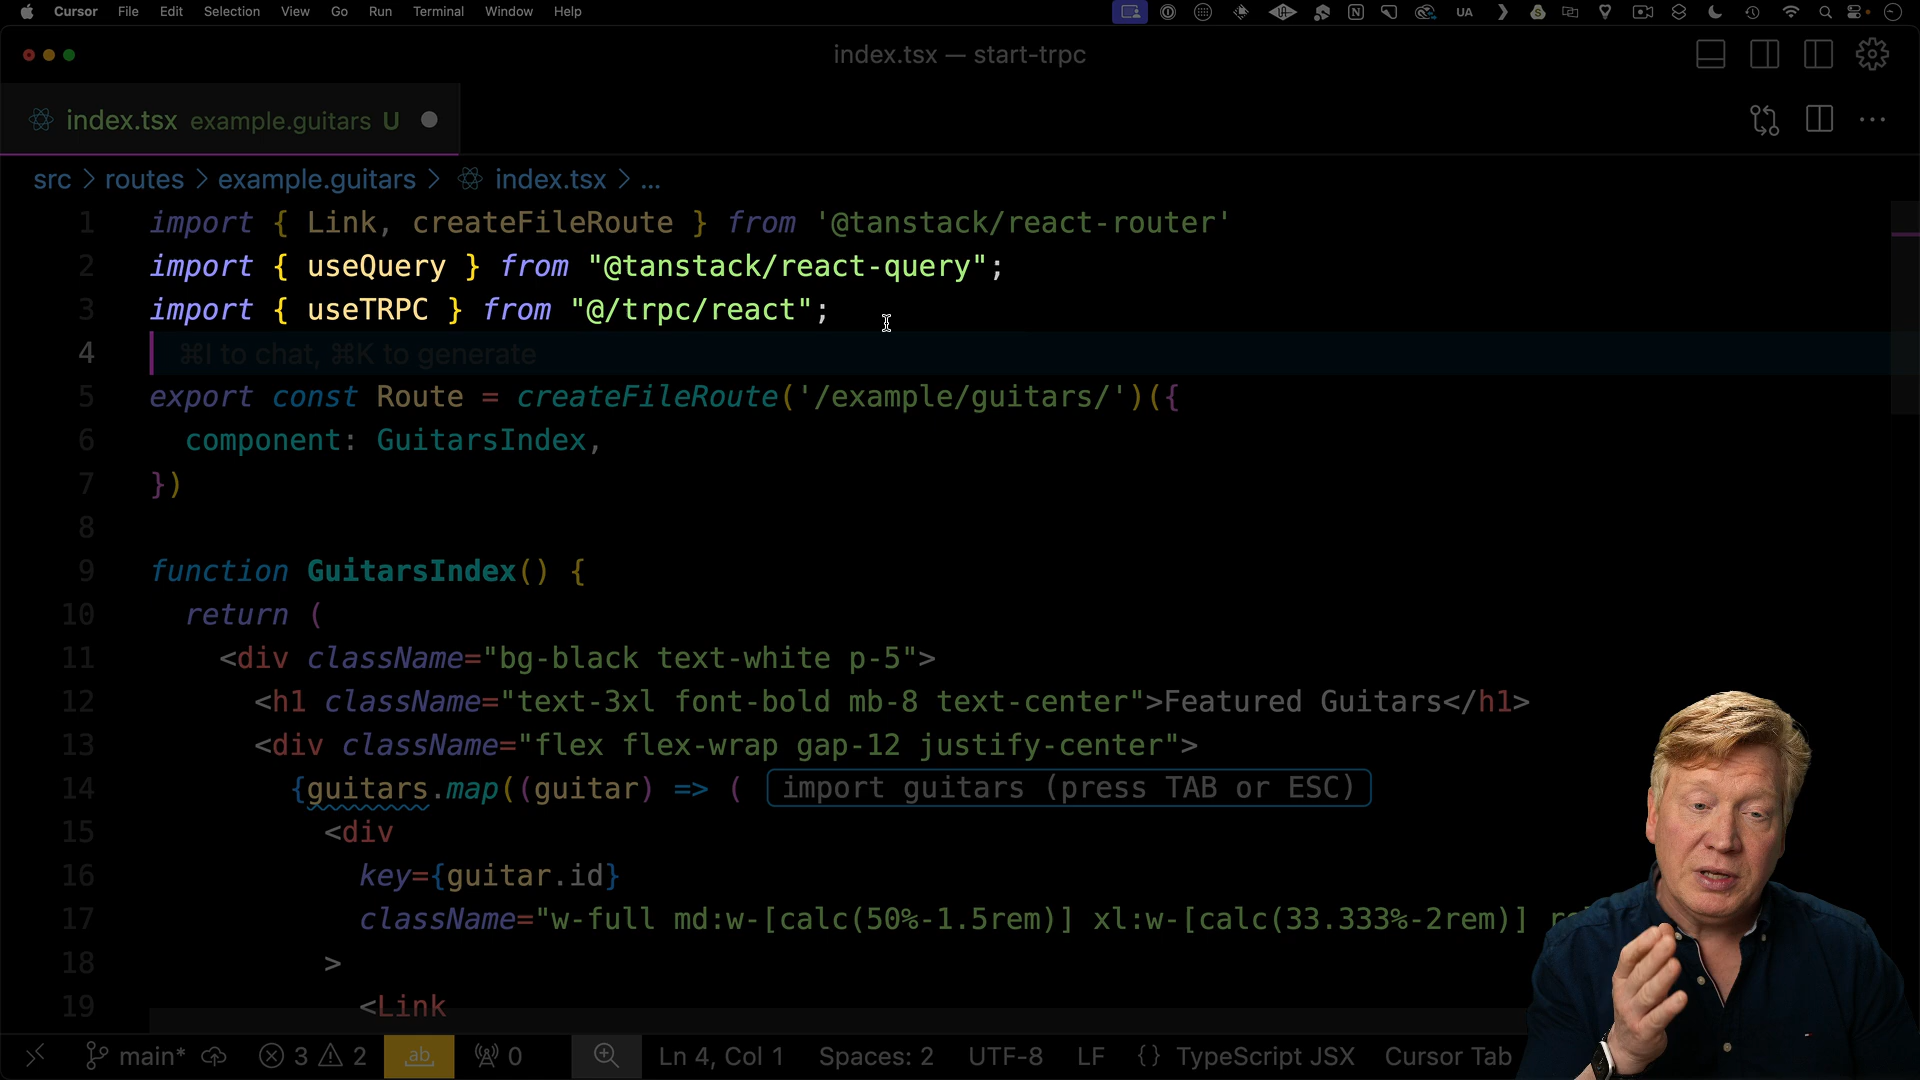 Cursor File Edit Selection View Go Run Terminal Window Help
UA
index.tsx — start-trpc
index.tsx example.guitars U
src > routes > example.guitars > index.tsx > ...
1 import { Link, createFileRoute } from '@tanstack/react-router'
2 import { useQuery } from "@tanstack/react-query";
3 import { useTRPC } from "@/trpc/react";
4 ⌘I to chat, ⌘K to generate
5 export const Route = createFileRoute('/example/guitars/')({
6 component: GuitarsIndex,
7 })
8
9 function GuitarsIndex() {
10 return (
11 <div className="bg-black text-white p-5">
12 <h1 className="text-3xl font-bold mb-8 text-center">Featured Guitars</h1>
13 <div className="flex flex-wrap gap-12 justify-center">
14 {guitars.map((guitar) => ( import guitars (press TAB or ESC)
15 <div
16 key={guitar.id}
17 className="w-full md:w-[calc(50%-1.5rem)] xl:w-[calc(33.333%-2rem)]
18 >
19 <Link
main* 3 2 ab 0 Ln 4, Col 1 Spaces: 2 UTF-8 LF {} TypeScript JSX Cursor Tab